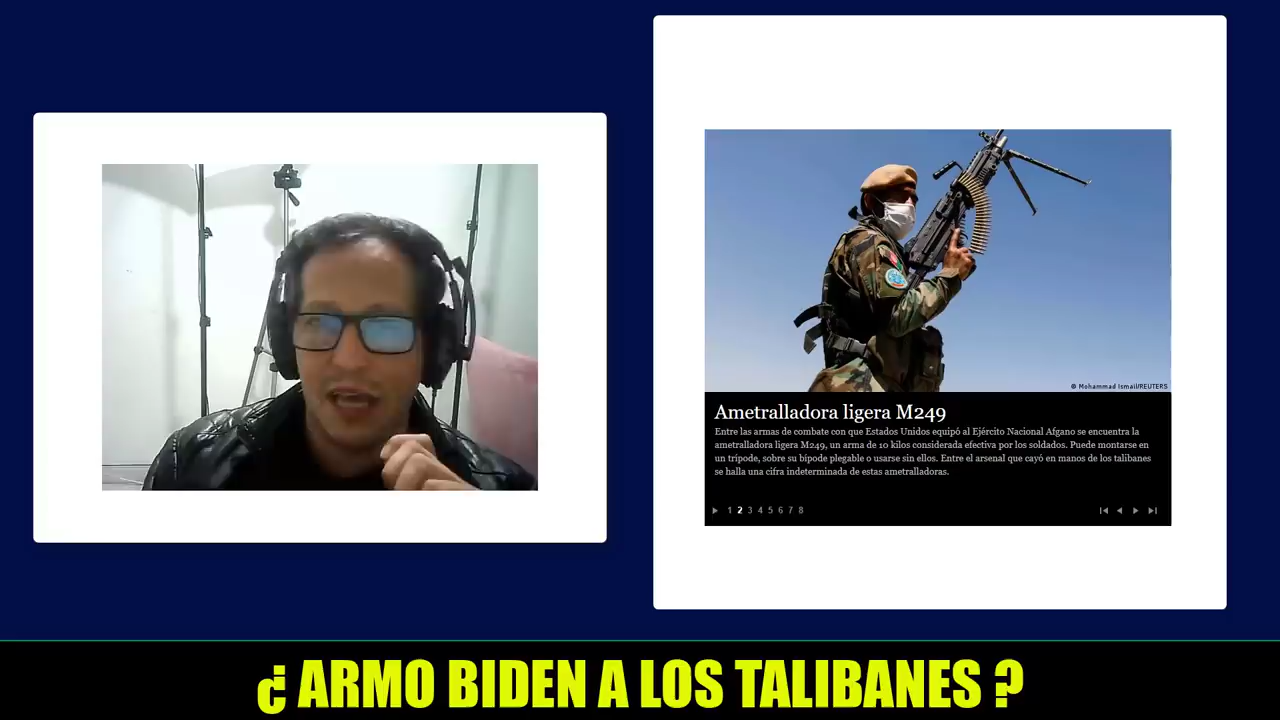 © Mohammad Ismail/REUTERS
Ametralladora ligera M249
Entre las armas de combate con que Estados Unidos equipó al Ejército Nacional Afgano se encuentra la
ametralladora ligera M249, un arma de 10 kilos considerada efectiva por los soldados. Puede montarse en
un trípode, sobre su bípode plegable o usarse sin ellos. Entre el arsenal que cayó en manos de los talibanes
se halla una cifra indeterminada de estas ametralladoras.
1 2 3 4 5 6 7 8
¿ ARMO BIDEN A LOS TALIBANES ?